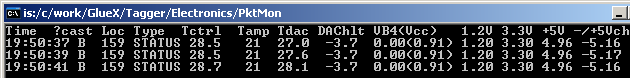 is:/c/work/GlueX/Tagger/Electronics/PktMon
Time ?cast Loc Type Tctrl Tamp Tdac DAChlt VB4(Vcc) 1.2V 3.3V +5V -/+5Vch
19:50:37 B 159 STATUS 28.5 21 27.0 -3.7 0.00(0.91) 1.20 3.30 4.96 -5.16
19:50:39 B 159 STATUS 28.5 21 27.6 -3.7 0.00(0.91) 1.20 3.30 4.96 -5.17
19:50:41 B 159 STATUS 28.7 21 28.1 -3.7 0.00(0.91) 1.20 3.30 4.96 -5.16